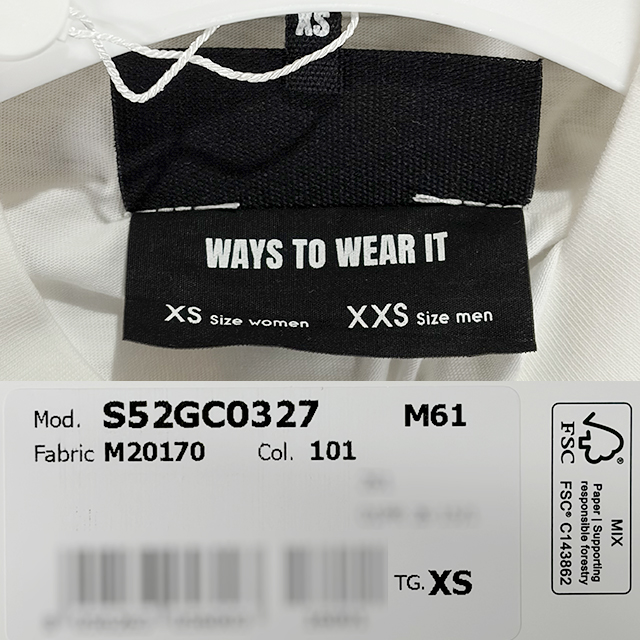 XS
WAYS TO WEAR IT
XS Size women XXS Size men
Mod. S52GC0327 M61
Fabric M20170 Col. 101
TG. XS
FSC
MIX
Paper | Supporting
responsible forestry
FSC® C143862